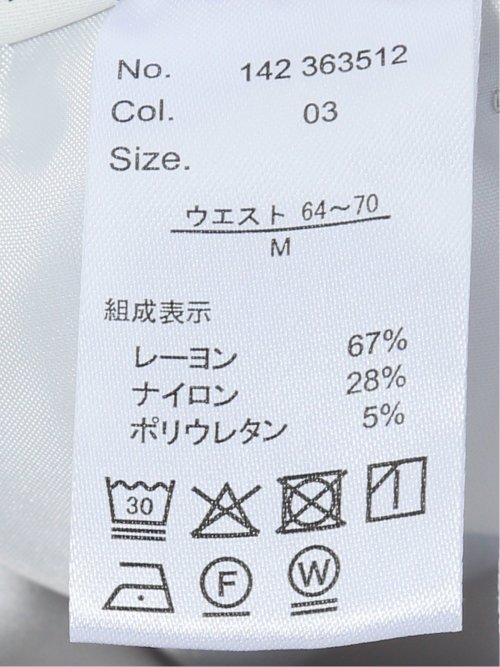 No. 142 363512
Col. 03
Size.
ウエスト 64〜70
M
組成表示
レーヨン 67%
ナイロン 28%
ポリウレタン 5%
30
F W